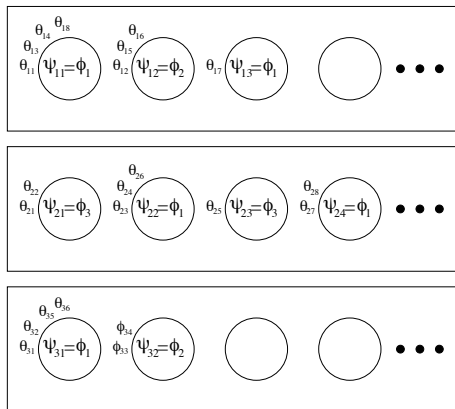 θ14 θ18 θ16
θ13 θ15
θ11 ψ11=ϕ1 θ12 ψ12=ϕ2 θ17 ψ13=ϕ1
θ26
θ22 θ24 θ28
θ21 ψ21=ϕ3 θ23 ψ22=ϕ1 θ25 ψ23=ϕ3 θ27 ψ24=ϕ1
θ35 θ36
θ32 ϕ34
θ31 ψ31=ϕ1 ϕ33 ψ32=ϕ2